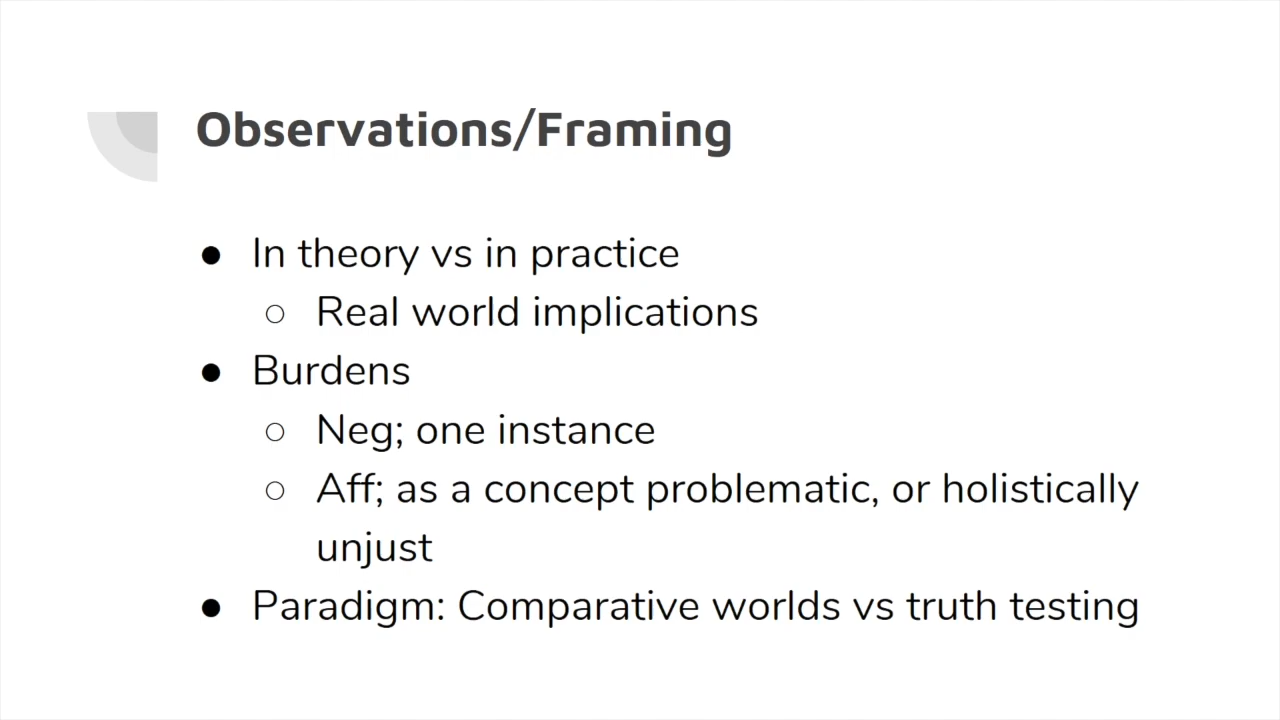 Observations/Framing
● In theory vs in practice
○ Real world implications
● Burdens
○ Neg; one instance
○ Aff; as a concept problematic, or holistically
unjust
● Paradigm: Comparative worlds vs truth testing